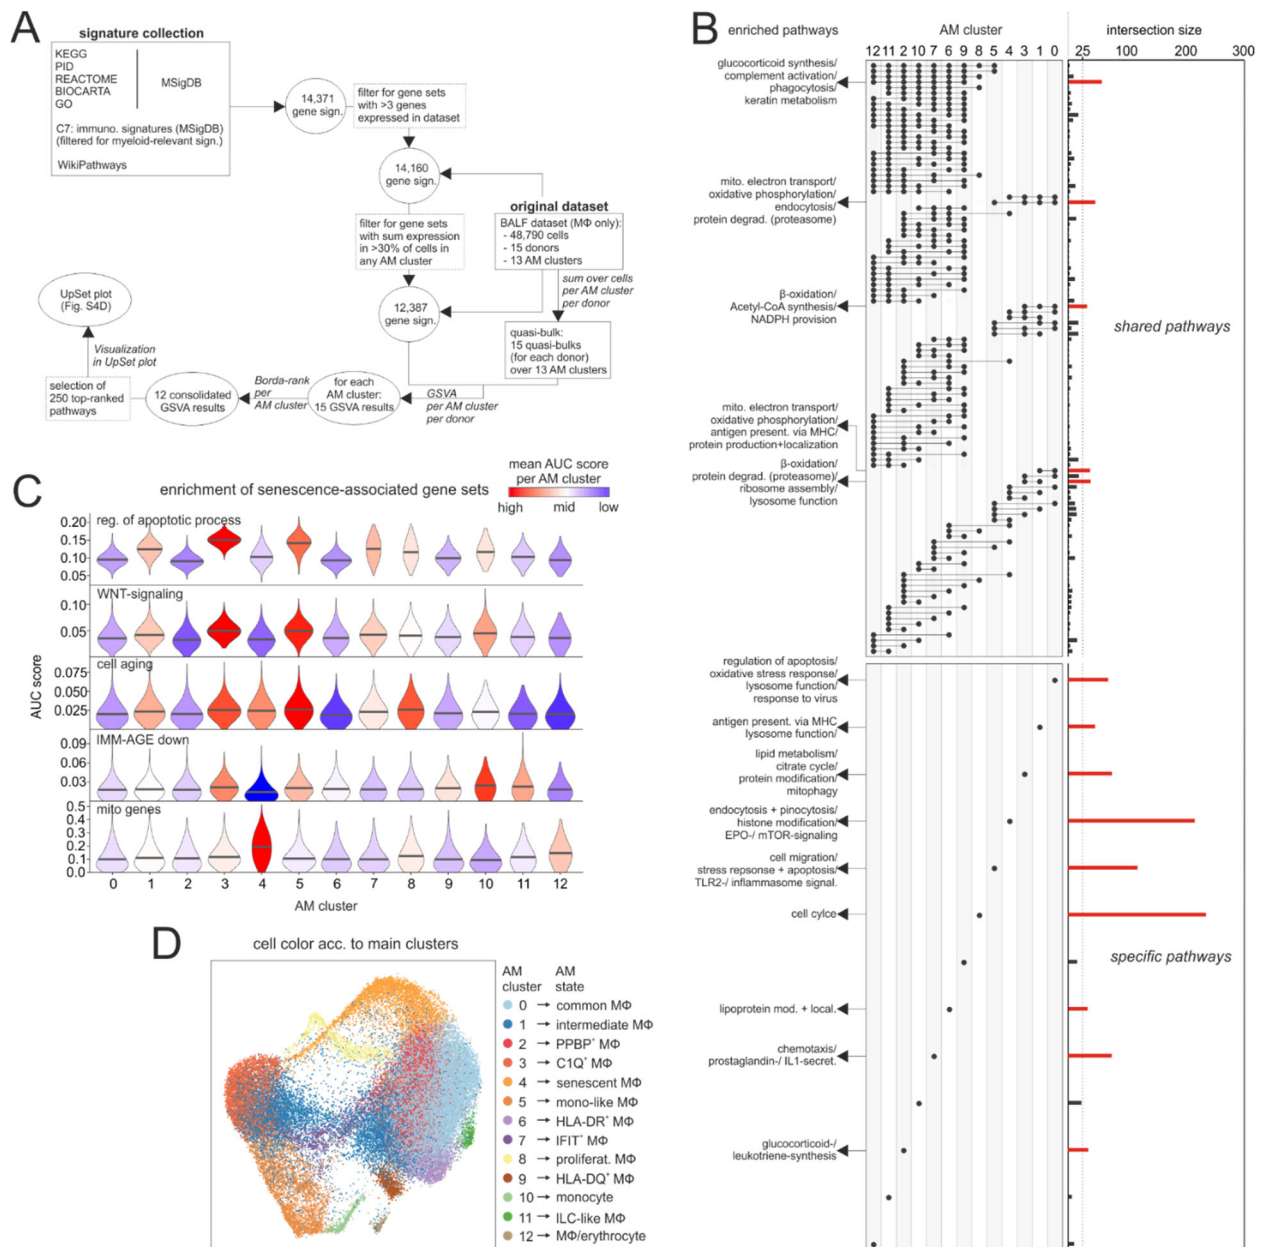 A
signature collection
KEGG
PID
REACTOME
BIOCARTA
GO
MSigDB
C7: immuno. signatures (MSigDB)
(filtered for myeloid-relevant sign.)
WikiPathways
14,371
gene sign.
filter for gene sets
with >3 genes
expressed in dataset
14,160
gene sign.
filter for gene sets
with sum expression
in >30% of cells in
any AM cluster
original dataset
BALF dataset (MΦ only):
- 48,790 cells
- 15 donors
- 13 AM clusters
sum over cells
per AM cluster
per donor
12,387
gene sign.
quasi-bulk:
15 quasi-bulks
(for each donor)
over 13 AM clusters
UpSet plot
(Fig. S4D)
Visualization
in UpSet plot
selection of
250 top-ranked
pathways
12 consolidated
GSVA results
Borda-rank
per
AM cluster
for each
AM cluster:
15 GSVA results
GSVA
per AM cluster
per donor
B
enriched pathways
AM cluster
intersection size
12 11 2 10 7 6 9 8 5 4 3 1 0
25 100 200 300
glucocorticoid synthesis/
complement activation/
phagocytosis/
keratin metabolism
mito. electron transport/
oxidative phosphorylation/
endocytosis/
protein degrad. (proteasome)
β-oxidation/
Acetyl-CoA synthesis/
NADPH provision
shared pathways
mito. electron transport/
oxidative phosphorylation/
antigen present. via MHC/
protein production+localization
β-oxidation/
protein degrad. (proteasome)/
ribosome assembly/
lysosome function
regulation of apoptosis/
oxidative stress response/
lysosome function/
response to virus
antigen present. via MHC
lysosome function/
lipid metabolism/
citrate cycle/
protein modification/
mitophagy
endocytosis + pinocytosis/
histone modification/
EPO-/ mTOR-signaling
cell migration/
stress repsonse + apoptosis/
TLR2-/ inflammasome signal.
cell cylce
specific pathways
lipoprotein mod. + local.
chemotaxis/
prostaglandin-/ IL1-secret.
glucocorticoid-/
leukotriene-synthesis
C
enrichment of senescence-associated gene sets
mean AUC score
per AM cluster
high mid low
AUC score
reg. of apoptotic process
0.20
0.15
0.10
0.05
WNT-signaling
0.10
0.05
cell aging
0.075
0.050
0.025
IMM-AGE down
0.09
0.06
0.03
mito genes
0.5
0.4
0.3
0.2
0.1
0.0
0 1 2 3 4 5 6 7 8 9 10 11 12
AM cluster
D
cell color acc. to main clusters
AM cluster
AM state
0 → common MΦ
1 → intermediate MΦ
2 → PPBP⁺ MΦ
3 → C1Q⁺ MΦ
4 → senescent MΦ
5 → mono-like MΦ
6 → HLA-DR⁺ MΦ
7 → IFIT⁺ MΦ
8 → proliferat. MΦ
9 → HLA-DQ⁺ MΦ
10 → monocyte
11 → ILC-like MΦ
12 → MΦ/erythrocyte